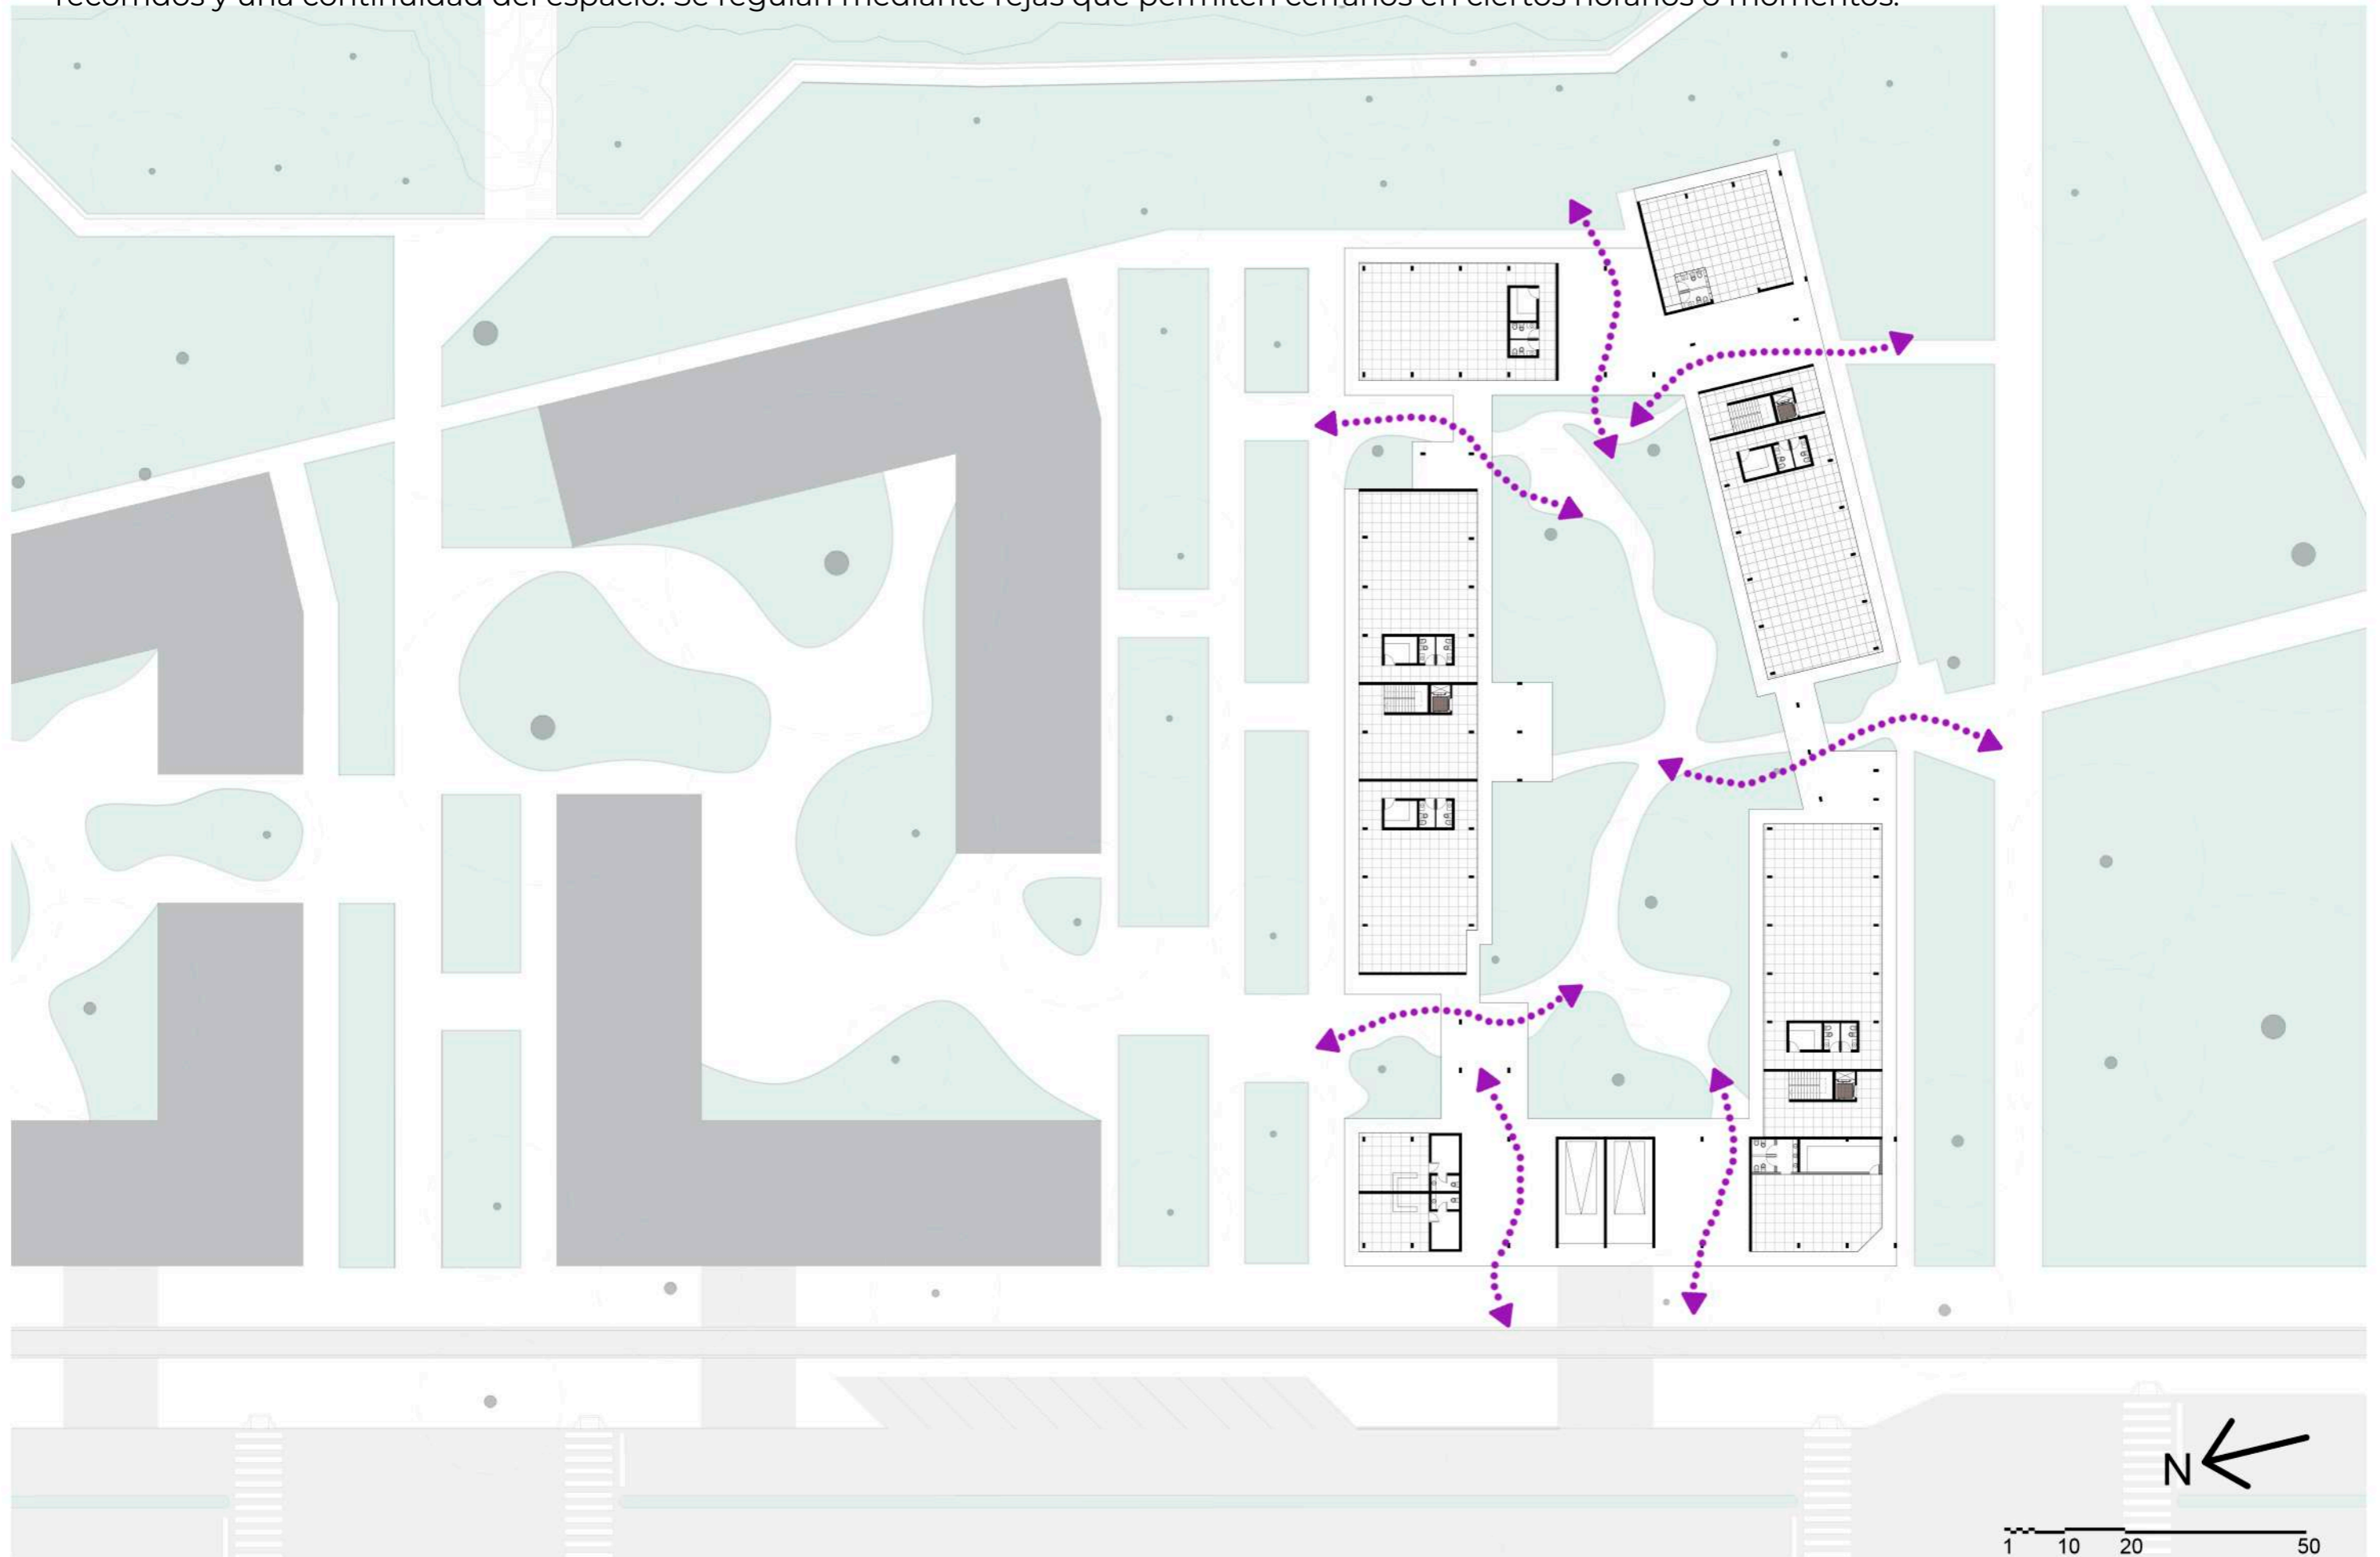 recorridos y una continuidad del espacio. Se regulan mediante rejas que permiten cerrarlos en ciertos horarios o momentos.
N
1 10 20 50